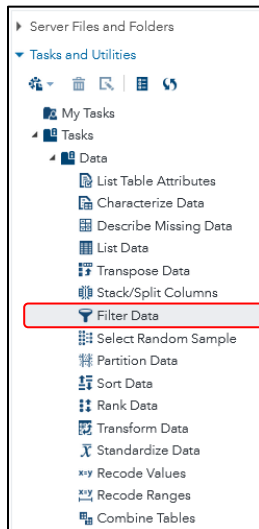 Server Files and Folders
Tasks and Utilities
My Tasks
Tasks
Data
List Table Attributes
Characterize Data
Describe Missing Data
List Data
Transpose Data
Stack/Split Columns
Filter Data
Select Random Sample
Partition Data
Sort Data
Rank Data
Transform Data
Standardize Data
Recode Values
Recode Ranges
Combine Tables